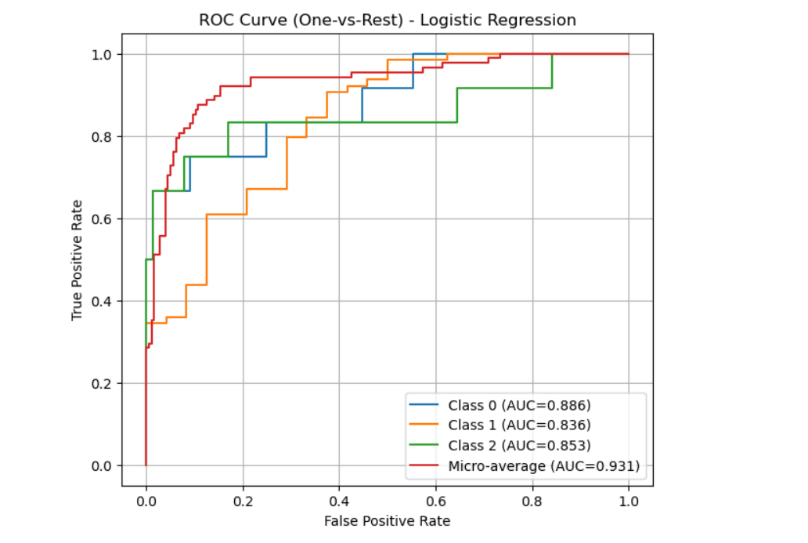 ROC Curve (One-vs-Rest) - Logistic Regression
True Positive Rate
1.0
0.8
0.6
0.4
0.2
0.0
Class 0 (AUC=0.886)
Class 1 (AUC=0.836)
Class 2 (AUC=0.853)
Micro-average (AUC=0.931)
0.0 0.2 0.4 0.6 0.8 1.0
False Positive Rate